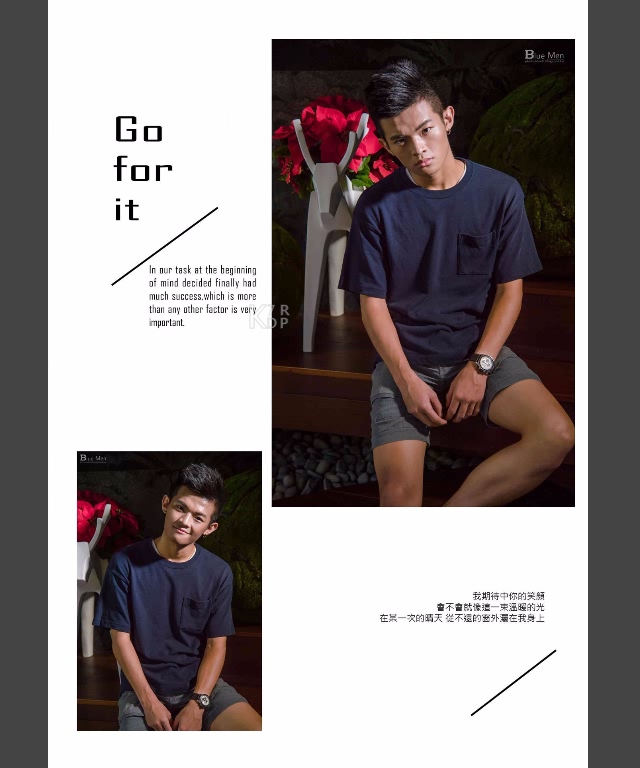 Blue Men
Go
for
it
In our task at the beginning
of mind decided finally had
much success,which is more
than any other factor is very
important.
Blue Men
我期待中你的笑顏
會不會就像這一束溫暖的光
在某一次的晴天 從不遠的窗外灑在我身上